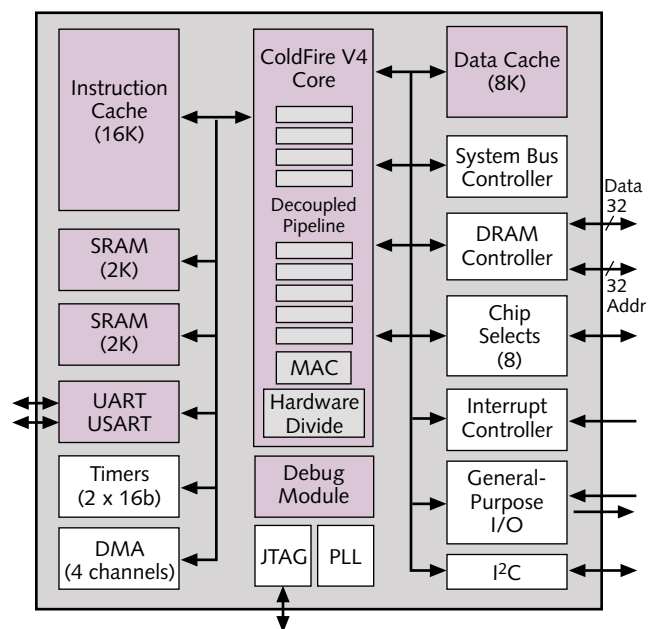 Instruction
Cache
(16K)
SRAM
(2K)
SRAM
(2K)
UART
USART
Timers
(2 x 16b)
DMA
(4 channels)
ColdFire V4
Core
Decoupled
Pipeline
MAC
Hardware
Divide
Debug
Module
JTAG
PLL
Data Cache
(8K)
System Bus
Controller
DRAM
Controller
Chip
Selects
(8)
Interrupt
Controller
General-
Purpose
I/O
I²C
Data
32
32
Addr